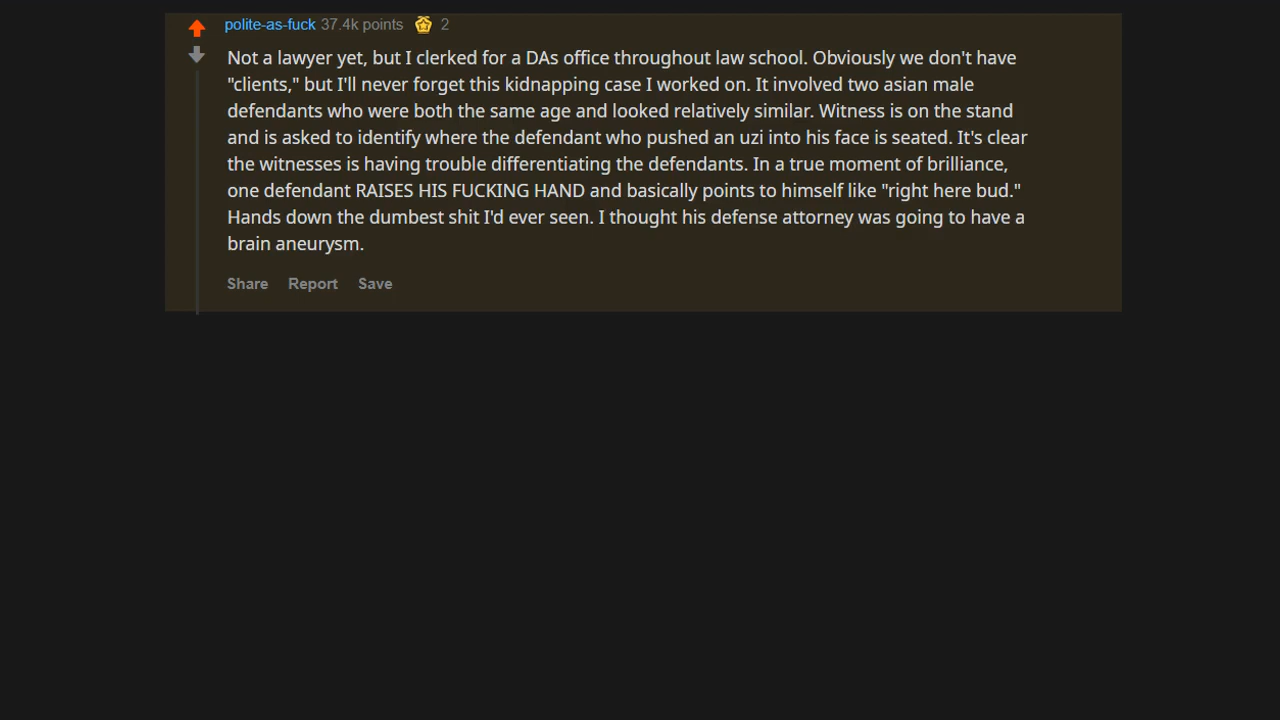 polite-as-fuck 37.4k points 2
Not a lawyer yet, but I clerked for a DAs office throughout law school. Obviously we don't have
"clients," but I'll never forget this kidnapping case I worked on. It involved two asian male
defendants who were both the same age and looked relatively similar. Witness is on the stand
and is asked to identify where the defendant who pushed an uzi into his face is seated. It's clear
the witnesses is having trouble differentiating the defendants. In a true moment of brilliance,
one defendant RAISES HIS FUCKING HAND and basically points to himself like "right here bud."
Hands down the dumbest shit I'd ever seen. I thought his defense attorney was going to have a
brain aneurysm.
Share Report Save